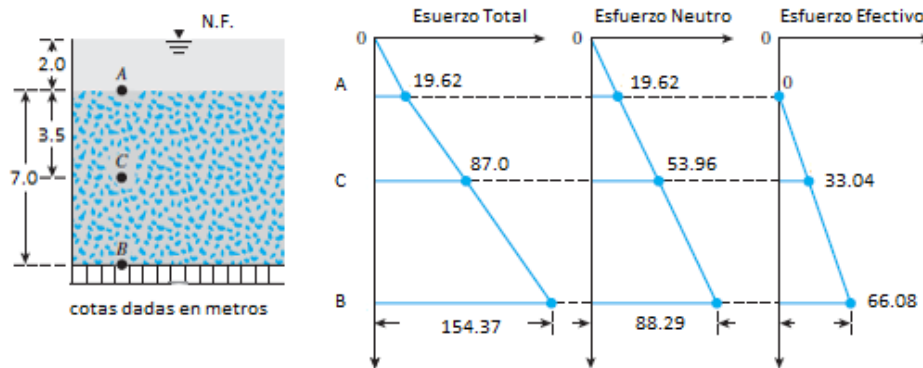 N.F.
2.0
A
3.5
C
7.0
B
cotas dadas en metros
Esuerzo Total
0
A
19.62
C
87.0
B
154.37
Esfuerzo Neutro
0
19.62
53.96
88.29
Esfuerzo Efectivo
0
0
33.04
66.08